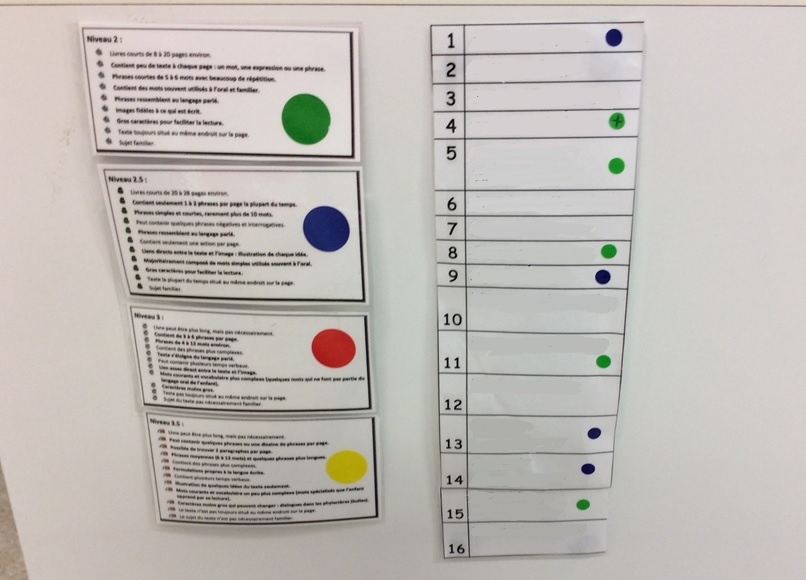 Niveau 2 :
Livres courts de 8 à 20 pages environ.
Contient peu de texte à chaque page : un mot, une expression ou une phrase.
Phrases courtes de 5 à 6 mots avec beaucoup de répétition.
Contient des mots souvent utilisés à l'oral et familier.
Phrases ressemblant au langage parlé.
Images fidèles à ce qui est écrit.
Gros caractères pour faciliter la lecture.
Texte toujours situé au même endroit sur la page.
Sujet familier.
Niveau 2.5 :
Livres courts de 20 à 28 pages environ.
Contient seulement 1 à 2 phrases par page la plupart du temps.
Phrases simples et courtes, rarement plus de 10 mots.
Peut contenir quelques phrases négatives et interrogatives.
Phrases ressemblant au langage parlé.
Contient seulement une action par page.
Liens directs entre le texte et l'image : illustration de chaque idée.
Majoritairement composé de mots simples utilisés souvent à l'oral.
Gros caractères pour faciliter la lecture.
Texte la plupart du temps situé au même endroit sur la page.
Sujet familier.
Niveau 3 :
Livre peut être plus long, mais pas nécessairement.
Contient de 3 à 6 phrases par page.
Phrases de 4 à 12 mots environ.
Contient des phrases plus complexes.
Texte s'éloigne du langage parlé.
Peut contenir plusieurs temps verbaux.
Lien assez direct entre le texte et l'image.
Mots courants et vocabulaire plus complexe (quelques mots qui ne font pas partie du
langage oral de l'enfant).
Caractères moins gros.
Texte pas toujours situé au même endroit sur la page.
Sujet du texte pas nécessairement familier.
Niveau 3.5 :
Livre peut être plus long, mais pas nécessairement.
Peut contenir quelques phrases ou une dizaine de phrases par page.
Possible de trouver 3 paragraphes par page.
Phrases moyennes (6 à 12 mots) et quelques phrases plus longues.
Contient des phrases plus complexes.
Formulations propres à la langue écrite.
Contient plusieurs temps verbaux.
Illustration de quelques idées du texte seulement.
Mots courants et vocabulaire un peu plus complexe (mots spécialisés que l'enfant
apprend par sa lecture).
Caractères moins gros qui peuvent changer : dialogues dans les phylactères (bulles).
Le texte n'est pas toujours situé au même endroit sur la page.
Le sujet du texte n'est pas nécessairement familier.
1
2
3
4
5
6
7
8
9
10
11
12
13
14
15
16